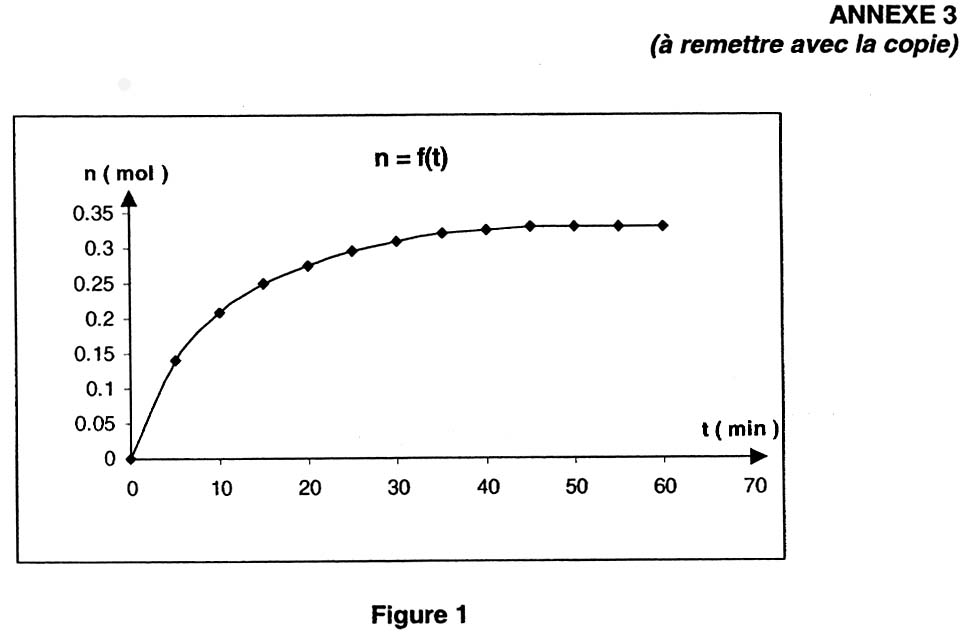 ANNEXE 3
(à remettre avec la copie)
n = f(t)
n ( mol )
0.35
0.3
0.25
0.2
0.15
0.1
0.05
0
t ( min )
0 10 20 30 40 50 60 70
Figure 1